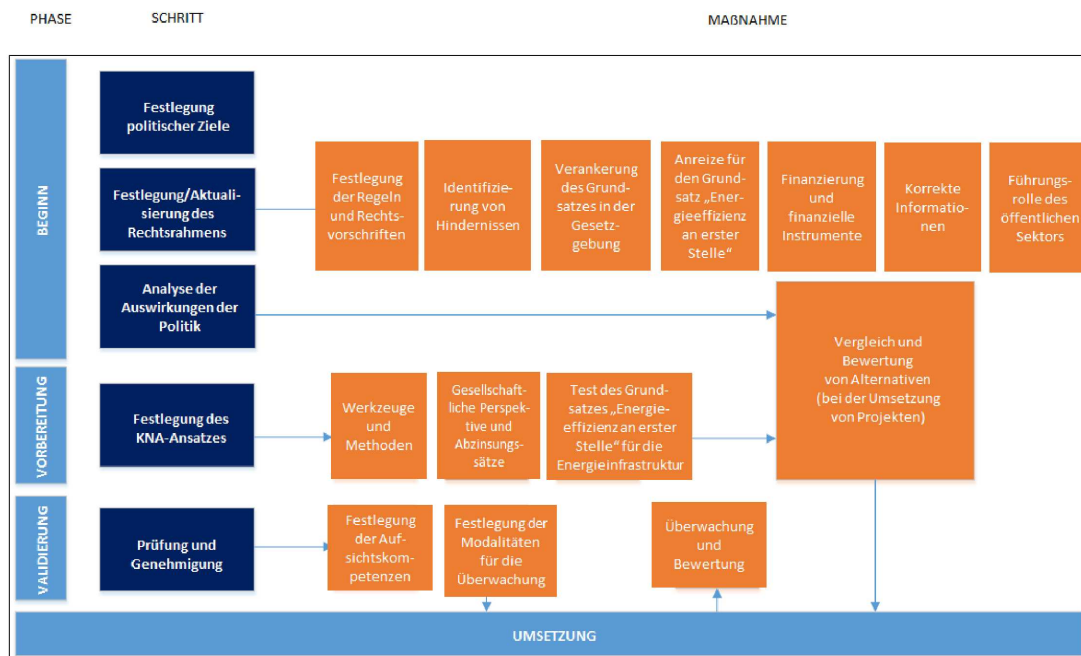 PHASE
SCHRITT
MAßNAHME
BEGINN
Festlegung
politischer Ziele
Festlegung/Aktuali-
sierung des
Rechtsrahmens
Festlegung
der Regeln
und Rechts-
vorschriften
Identifizie-
rung von
Hindernissen
Verankerung
des Grund-
satzes in der
Gesetz-
gebung
Anreize für
den Grund-
satz „Ener-
gieeffizienz
an erster
Stelle“
Finanzierung
und
finanzielle
Instrumente
Korrekte
Informatio-
nen
Führungs-
rolle des
öffentlichen
Sektors
Analyse der
Auswirkungen der
Politik
Vergleich und
Bewertung
von Alternativen
(bei der Umsetzung
von Projekten)
VORBEREITUNG
Festlegung des
KNA-Ansatzes
Werkzeuge
und
Methoden
Gesellschaft-
liche Perspek-
tive und
Abzinsungs-
sätze
Test des Grund-
satzes „Energie-
effizienz an erster
Stelle“ für die
Energieinfrastruktur
VALIDIERUNG
Prüfung und
Genehmigung
Festlegung
der Auf-
sichtskom-
petenzen
Festlegung der
Modalitäten
für die
Überwachung
Überwachung
und
Bewertung
UMSETZUNG